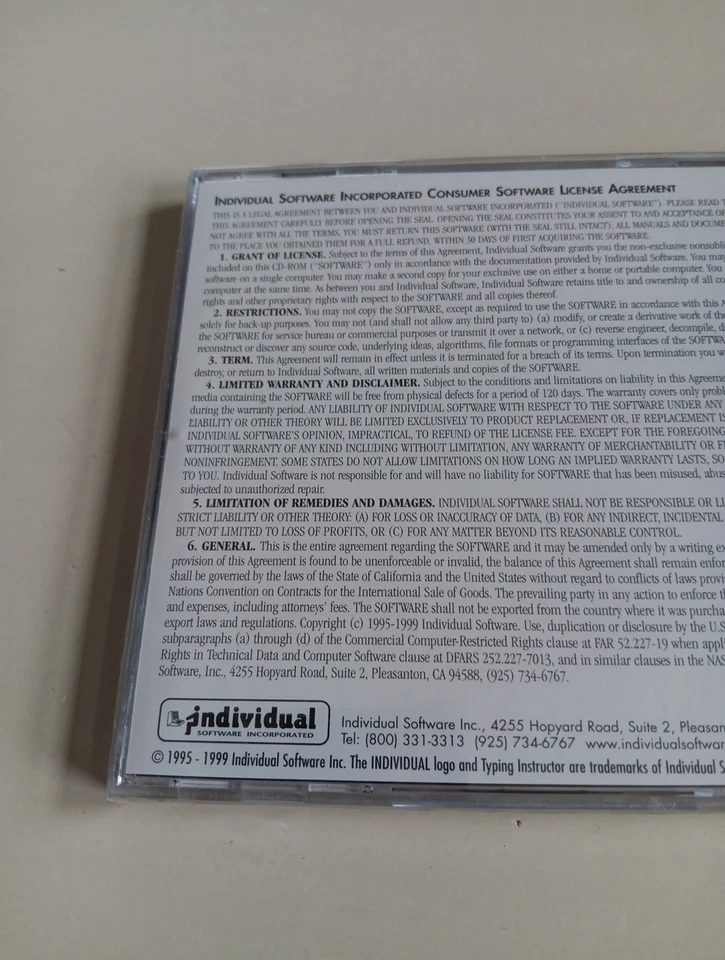 INDIVIDUAL SOFTWARE INCORPORATED CONSUMER SOFTWARE LICENSE AGREEMENT
THIS IS A LEGAL AGREEMENT BETWEEN YOU AND INDIVIDUAL SOFTWARE INCORPORATED ("INDIVIDUAL SOFTWARE"). PLEASE READ
THIS AGREEMENT CAREFULLY BEFORE OPENING THE SEAL. OPENING THE SEAL CONSTITUTES YOUR ASSENT TO AND ACCEPTANCE OF
NOT AGREE WITH ALL THE TERMS, YOU MUST RETURN THIS SOFTWARE (WITH THE SEAL STILL INTACT), ALL MANUALS AND
TO THE PLACE YOU OBTAINED THEM FOR A FULL REFUND, WITHIN 30 DAYS OF FIRST ACQUIRING THE SOFTWARE.
1. GRANT OF LICENSE. Subject to the terms of this Agreement, Individual Software grants you the non-exclusive
included on this CD-ROM ("SOFTWARE") only in accordance with the documentation provided by Individual Software. You may
software on a single computer. You may make a second copy for your exclusive use on either a home or portable computer. You
computer at the same time. As between you and Individual Software, Individual Software retains title to and ownership of all
rights and other proprietary rights with respect to the SOFTWARE and all copies thereof.
2. RESTRICTIONS. You may not copy the SOFTWARE, except as required to use the SOFTWARE in accordance with this
solely for back-up purposes. You may not (and shall not allow any third party to) (a) modify, or create a derivative work of the
the SOFTWARE for service bureau or commercial purposes or transmit it over a network, or (c) reverse engineer, decompile,
reconstruct or discover any source code, underlying ideas, algorithms, file formats or programming interfaces of the
3. TERM. This Agreement will remain in effect unless it is terminated for a breach of its terms. Upon termination you
destroy, or return to Individual Software, all written materials and copies of the SOFTWARE.
4. LIMITED WARRANTY AND DISCLAIMER. Subject to the conditions and limitations on liability in this
media containing the SOFTWARE will be free from physical defects for a period of 120 days. The warranty covers only
during the warranty period. ANY LIABILITY OF INDIVIDUAL SOFTWARE WITH RESPECT TO THE SOFTWARE UNDER ANY
LIABILITY OR OTHER THEORY WILL BE LIMITED EXCLUSIVELY TO PRODUCT REPLACEMENT OR, IF REPLACEMENT IS
INDIVIDUAL SOFTWARE'S OPINION, IMPRACTICAL, TO REFUND OF THE LICENSE FEE. EXCEPT FOR THE FOREGOING
WITHOUT WARRANTY OF ANY KIND INCLUDING WITHOUT LIMITATION, ANY WARRANTY OF MERCHANTABILITY OR
NONINFRINGEMENT. SOME STATES DO NOT ALLOW LIMITATIONS ON HOW LONG AN IMPLIED WARRANTY LASTS, SO
TO YOU. Individual Software is not responsible for and will have no liability for SOFTWARE that has been misused,
subjected to unauthorized repair.
5. LIMITATION OF REMEDIES AND DAMAGES. INDIVIDUAL SOFTWARE SHALL NOT BE RESPONSIBLE OR
STRICT LIABILITY OR OTHER THEORY: (A) FOR LOSS OR INACCURACY OF DATA, (B) FOR ANY INDIRECT, INCIDENTAL
BUT NOT LIMITED TO LOSS OF PROFITS, OR (C) FOR ANY MATTER BEYOND ITS REASONABLE CONTROL.
6. GENERAL. This is the entire agreement regarding the SOFTWARE and it may be amended only by a writing
provision of this Agreement is found to be unenforceable or invalid, the balance of this Agreement shall remain
shall be governed by the laws of the State of California and the United States without regard to conflicts of laws
Nations Convention on Contracts for the International Sale of Goods. The prevailing party in any action to enforce
and expenses, including attorneys' fees. The SOFTWARE shall not be exported from the country where it was
export laws and regulations. Copyright (c) 1995-1999 Individual Software. Use, duplication or disclosure by the U.S
subparagraphs (a) through (d) of the Commercial Computer-Restricted Rights clause at FAR 52.227-19 when
Rights in Technical Data and Computer Software clause at DFARS 252.227-7013, and in similar clauses in the NAS
Software, Inc., 4255 Hopyard Road, Suite 2, Pleasanton, CA 94588, (925) 734-6767.
individual
SOFTWARE INCORPORATED
Individual Software Inc., 4255 Hopyard Road, Suite 2, Pleasan
Tel: (800) 331-3313 (925) 734-6767 www.individualsoftwar
© 1995 - 1999 Individual Software Inc. The INDIVIDUAL logo and Typing Instructor are trademarks of Individual S